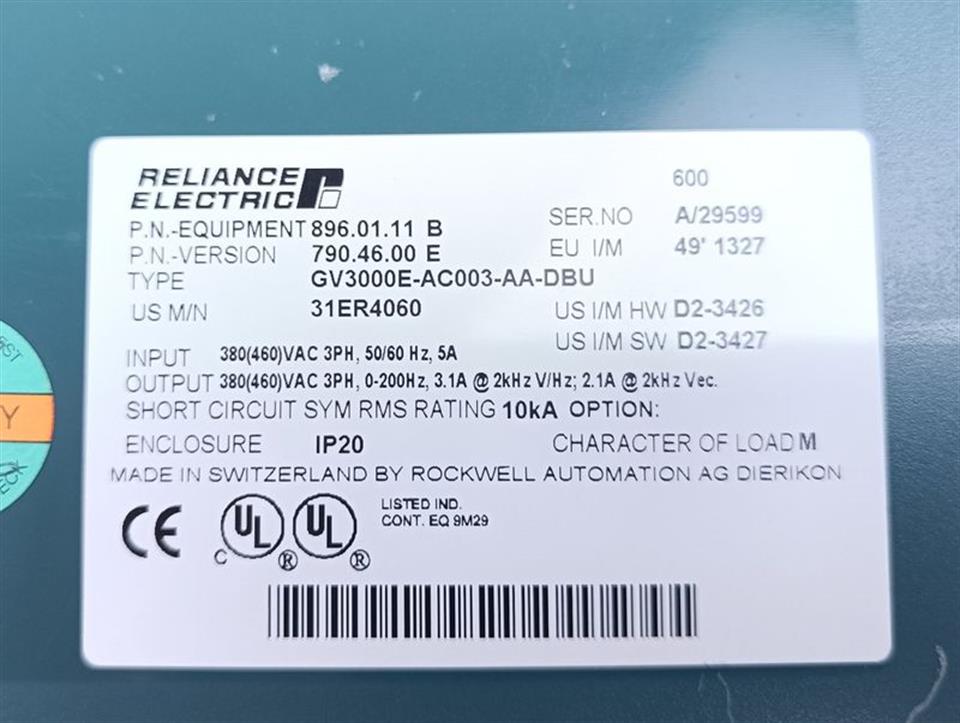 RELIANCE
ELECTRIC
600
P.N.-EQUIPMENT 896.01.11 B
SER.NO A/29599
P.N.-VERSION 790.46.00 E
EU I/M 49' 1327
TYPE GV3000E-AC003-AA-DBU
US M/N 31ER4060
US I/M HW D2-3426
US I/M SW D2-3427
INPUT 380(460)VAC 3PH, 50/60 Hz, 5A
OUTPUT 380(460)VAC 3PH, 0-200Hz, 3.1A @ 2kHz V/Hz; 2.1A @ 2kHz Vec.
SHORT CIRCUIT SYM RMS RATING 10kA OPTION:
ENCLOSURE IP20
CHARACTER OF LOAD M
MADE IN SWITZERLAND BY ROCKWELL AUTOMATION AG DIERIKON
CE
C UL ®
UL ®
LISTED IND.
CONT. EQ 9M29
Y